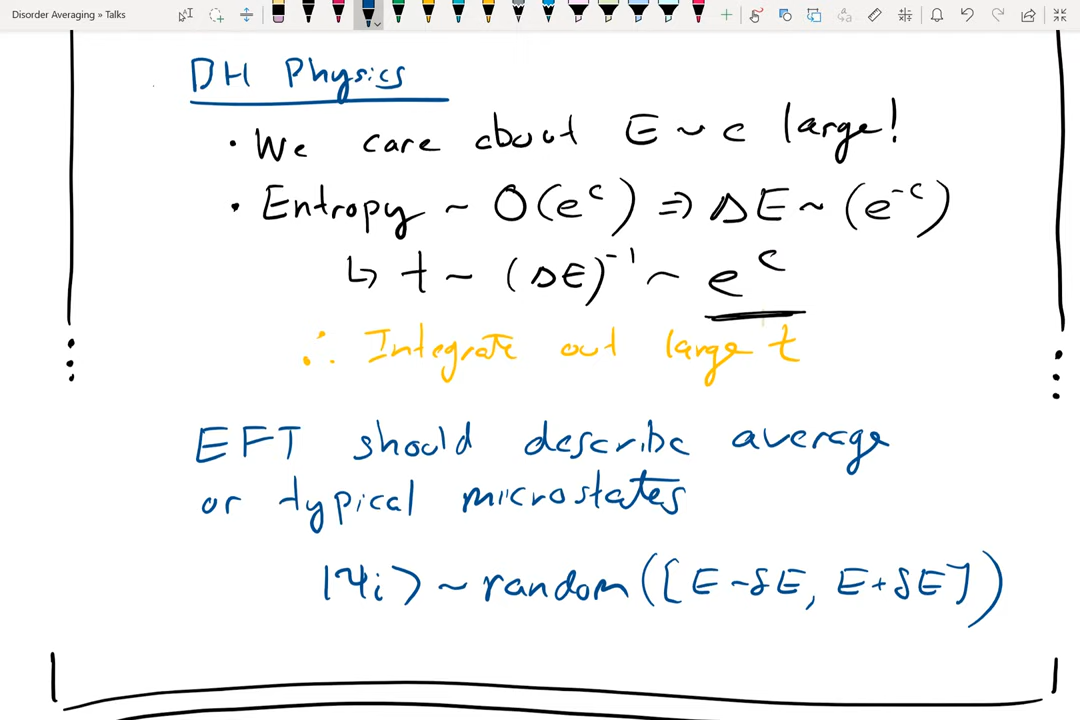 Disorder Averaging » Talks
BH Physics
• We care about E ~ c large!
• Entropy ~ O(e^c) ⇒ ΔE ~ (e^-c)
↳ t ~ (ΔE)^-1 ~ e^c
∴ Integrate out large t
EFT should describe average
or typical microstates
|Ψi⟩ ~ random([E-δE, E+δE])